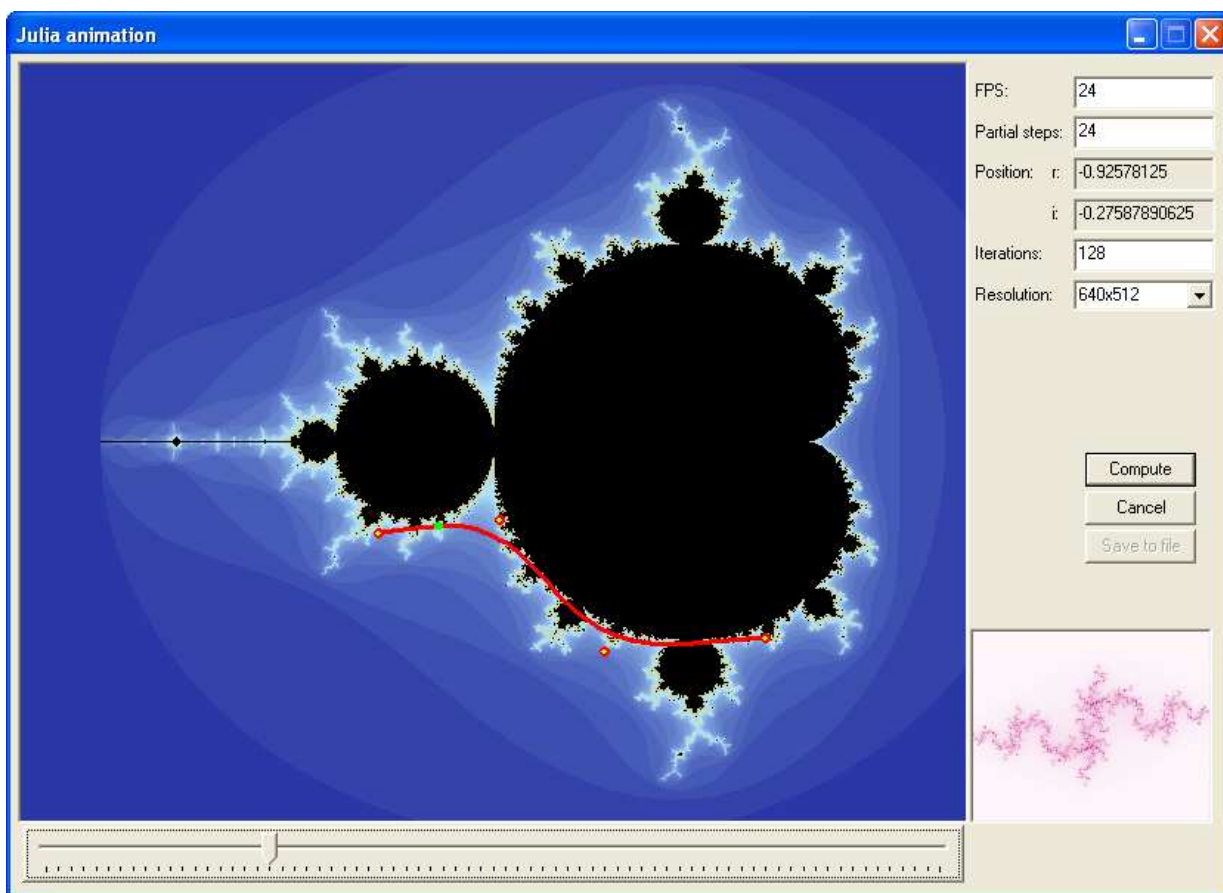 Julia animation
FPS: 24
Partial steps: 24
Position: r: -0.92578125
i: -0.27587890625
Iterations: 128
Resolution: 640x512
Compute
Cancel
Save to file